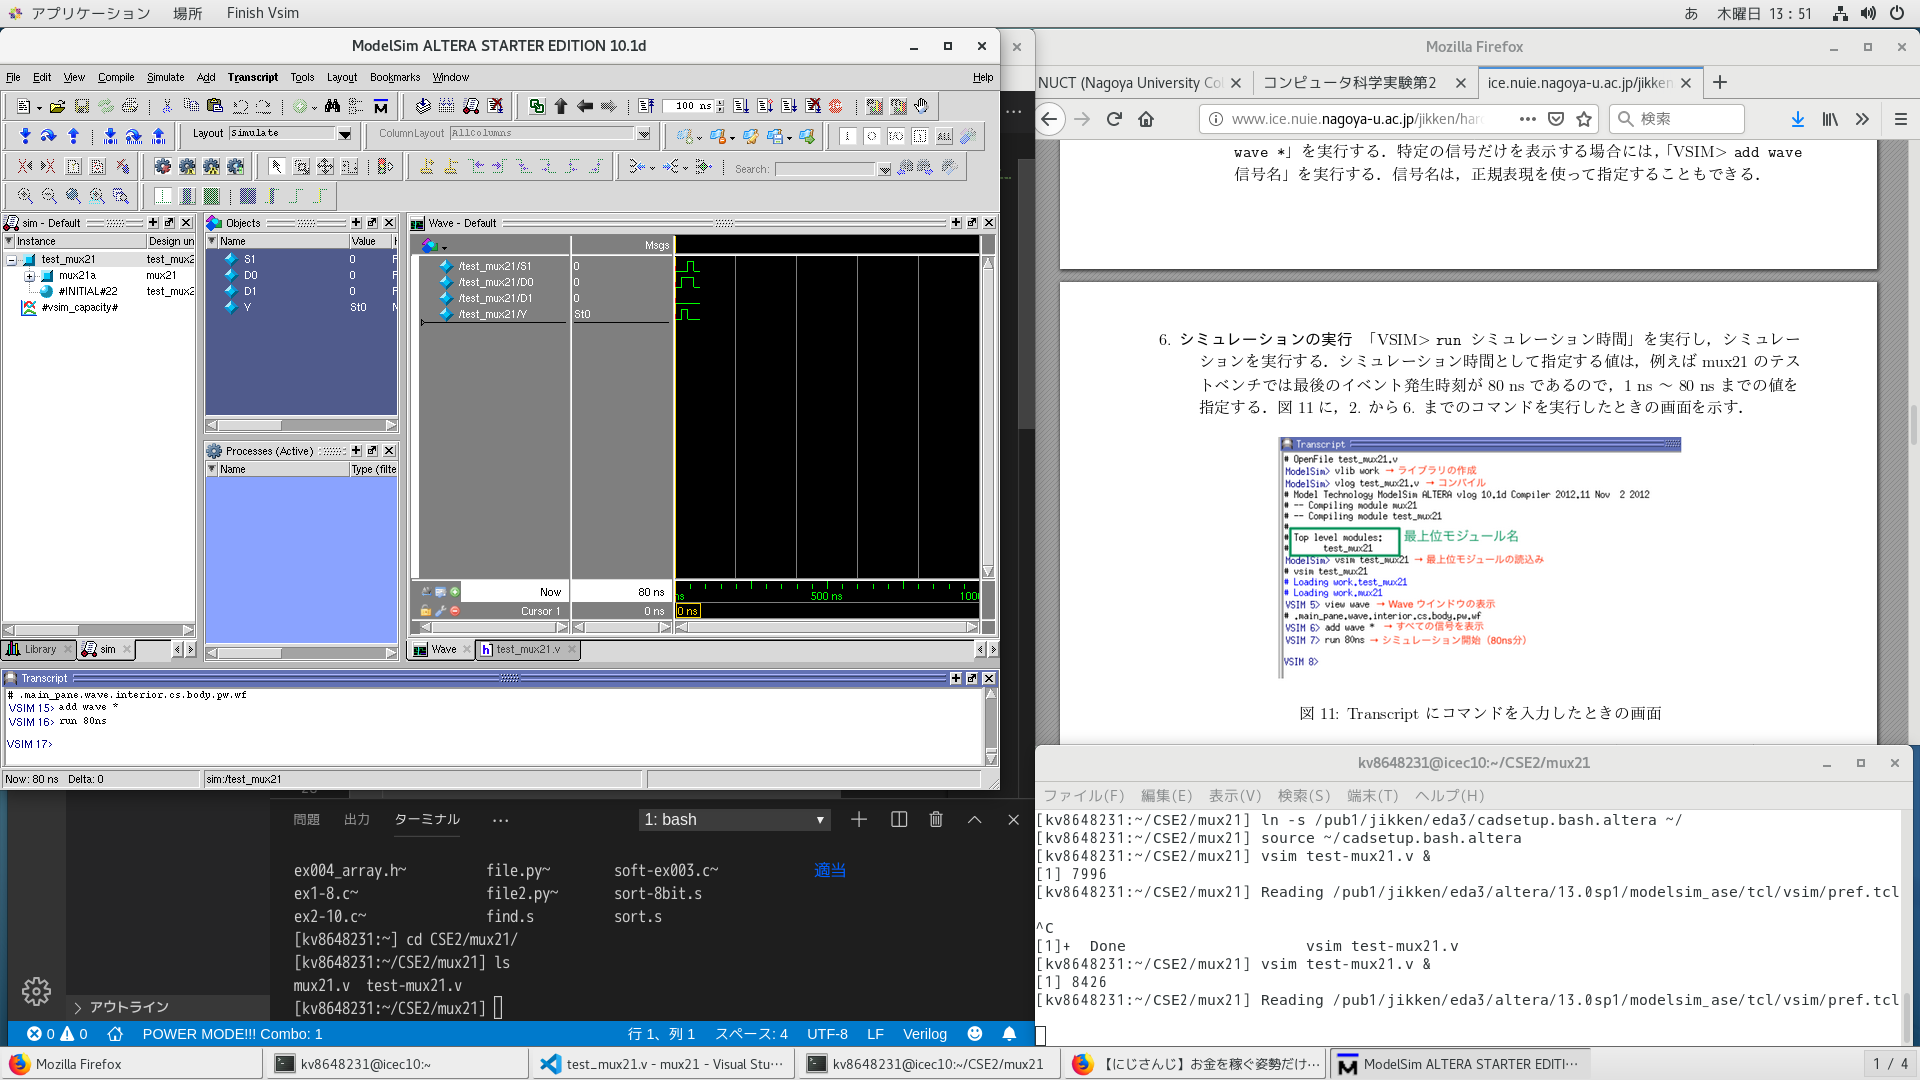 アプリケーション 場所 Finish Vsim
あ 木曜日 13：51
ModelSim ALTERA STARTER EDITION 10.1d
File Edit View Compile Simulate Add Transcript Tools Layout Bookmarks Window Help
100 ns
Layout Simulate
ColumnLayout AllColumns
ALL
Search:
sim - Default
Instance Design un
test_mux21 test_mux2
mux21a mux21
#INITIAL#22 test_mux2
#vsim_capacity#
Library sim
Objects
Name Value
S1 0
D0 0
D1 0
Y St0
Processes (Active)
Name Type (filte
Wave - Default
Msgs
/test_mux21/S1 0
/test_mux21/D0 0
/test_mux21/D1 0
/test_mux21/Y St0
Now 80 ns
Cursor 1 0 ns
ns 500 ns 1000
0 ns
Wave test_mux21.v
Transcript
# .main_pane.wave.interior.cs.body.pw.wf
VSIM 15> add wave *
VSIM 16> run 80ns
VSIM 17>
Now: 80 ns Delta: 0 sim:/test_mux21
Mozilla Firefox
NUCT (Nagoya University Co コンピュータ科学実験第2 ice.nuie.nagoya-u.ac.jp/jikken
www.ice.nuie.nagoya-u.ac.jp/jikken/hard 検索
wave *」を実行する．特定の信号だけを表示する場合には，「VSIM> add wave
信号名」を実行する．信号名は，正規表現を使って指定することもできる．
6. シミュレーションの実行 「VSIM> run シミュレーション時間」を実行し，シミュレー
ションを実行する．シミュレーション時間として指定する値は，例えば mux21 のテス
トベンチでは最後のイベント発生時刻が 80 ns であるので，1 ns ～ 80 ns までの値を
指定する．図 11 に，2. から 6. までのコマンドを実行したときの画面を示す．
Transcript
# OpenFile test_mux21.v
ModelSim> vlib work → ライブラリの作成
ModelSim> vlog test_mux21.v → コンパイル
# Model Technology ModelSim ALTERA vlog 10.1d Compiler 2012.11 Nov 2 2012
# -- Compiling module mux21
# -- Compiling module test_mux21
#
# Top level modules: 最上位モジュール名
# test_mux21
ModelSim> vsim test_mux21 → 最上位モジュールの読込み
# vsim test_mux21
# Loading work.test_mux21
# Loading work.mux21
VSIM 5> view wave → Wave ウインドウの表示
# .main_pane.wave.interior.cs.body.pw.wf
VSIM 6> add wave * → すべての信号を表示
VSIM 7> run 80ns → シミュレーション開始（80ns分）
VSIM 8>
図 11: Transcript にコマンドを入力したときの画面
kv8648231@icec10:~/CSE2/mux21
ファイル(F) 編集(E) 表示(V) 検索(S) 端末(T) ヘルプ(H)
[kv8648231:~/CSE2/mux21] ln -s /pub1/jikken/eda3/cadsetup.bash.altera ~/
[kv8648231:~/CSE2/mux21] source ~/cadsetup.bash.altera
[kv8648231:~/CSE2/mux21] vsim test-mux21.v &
[1] 7996
[kv8648231:~/CSE2/mux21] Reading /pub1/jikken/eda3/altera/13.0sp1/modelsim_ase/tcl/vsim/pref.tcl
^C
[1]+ Done vsim test-mux21.v
[kv8648231:~/CSE2/mux21] vsim test-mux21.v &
[1] 8426
[kv8648231:~/CSE2/mux21] Reading /pub1/jikken/eda3/altera/13.0sp1/modelsim_ase/tcl/vsim/pref.tcl
問題 出力 ターミナル ··· 1: bash
ex004_array.h~ file.py~ soft-ex003.c~ 適当
ex1-8.c~ file2.py~ sort-8bit.s
ex2-10.c~ find.s sort.s
[kv8648231:~] cd CSE2/mux21/
[kv8648231:~/CSE2/mux21] ls
mux21.v test-mux21.v
[kv8648231:~/CSE2/mux21]
アウトライン
0 0 POWER MODE!!! Combo: 1 行 1、列 1 スペース: 4 UTF-8 LF Verilog
Mozilla Firefox kv8648231@icec10:~ test_mux21.v - mux21 - Visual Stu··· kv8648231@icec10:~/CSE2/mux21 【にじさんじ】お金を稼ぐ姿勢だけ··· ModelSim ALTERA STARTER EDITI··· 1 / 4